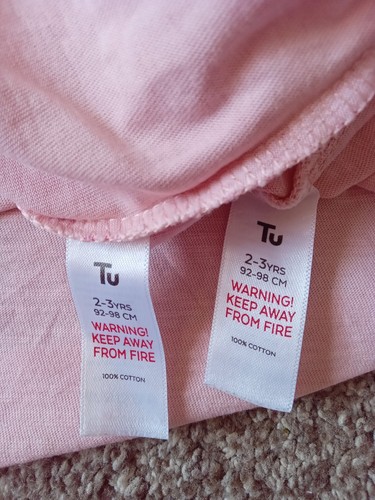 Tu
2-3YRS
92-98 CM
WARNING!
KEEP AWAY
FROM FIRE
100% COTTON
Tu
2-3YRS
92-98 CM
WARNING!
KEEP AWAY
FROM FIRE
100% COTTON